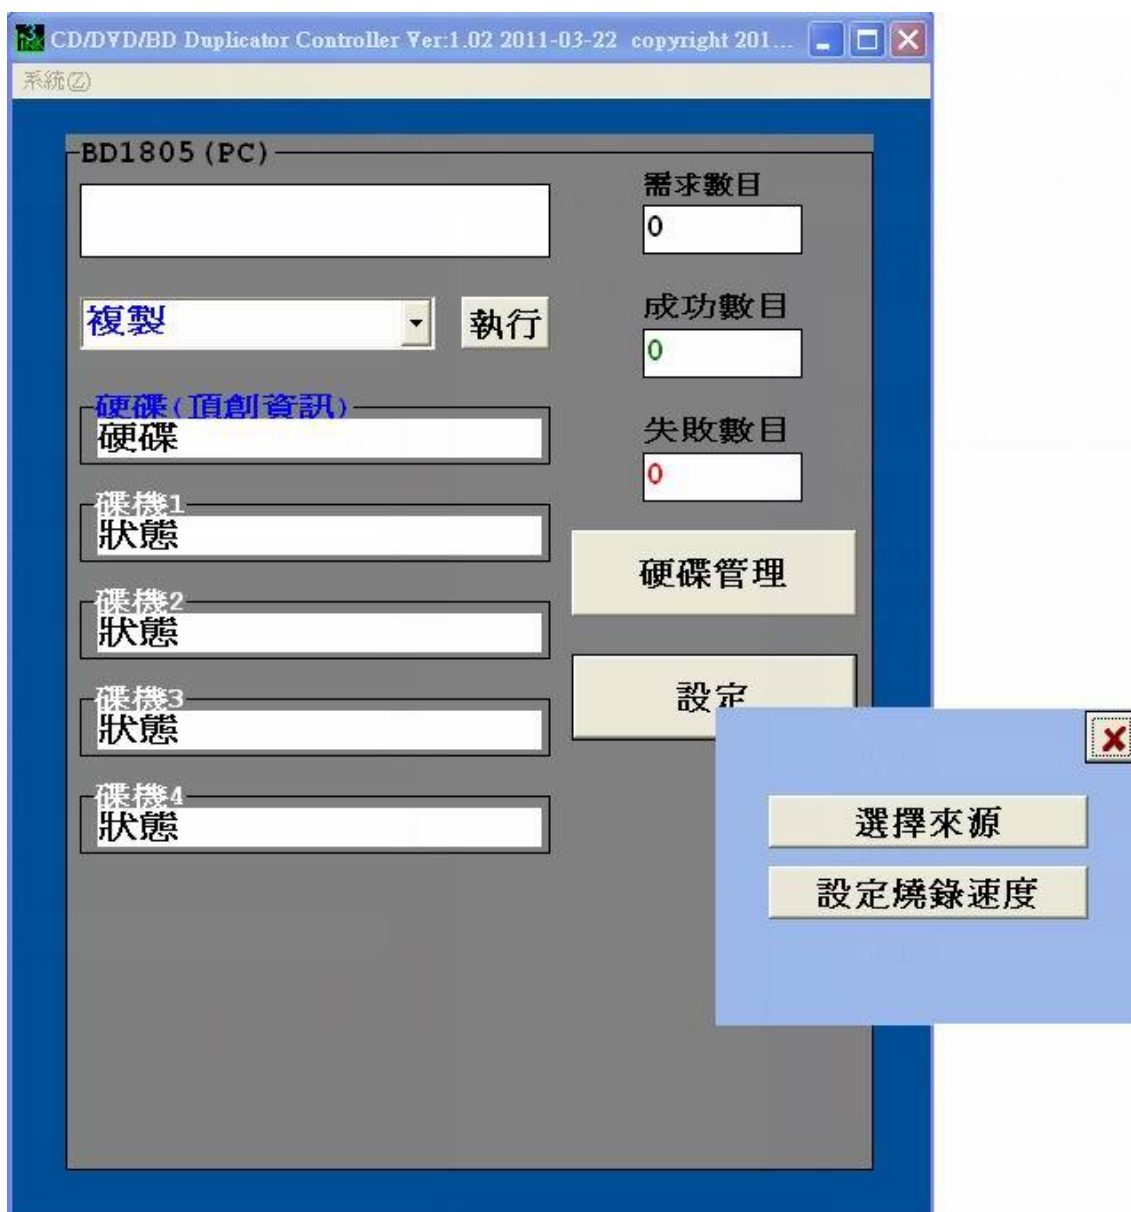 CD/DVD/BD Duplicator Controller Ver:1.02 2011-03-22 copyright 201...
系統(Z)
BD1805(PC)
需求數目
0
複製
執行
成功數目
0
硬碟(頂創資訊)
硬碟
失敗數目
0
碟機1
狀態
硬碟管理
碟機2
狀態
設定
碟機3
狀態
碟機4
狀態
選擇來源
設定燒錄速度